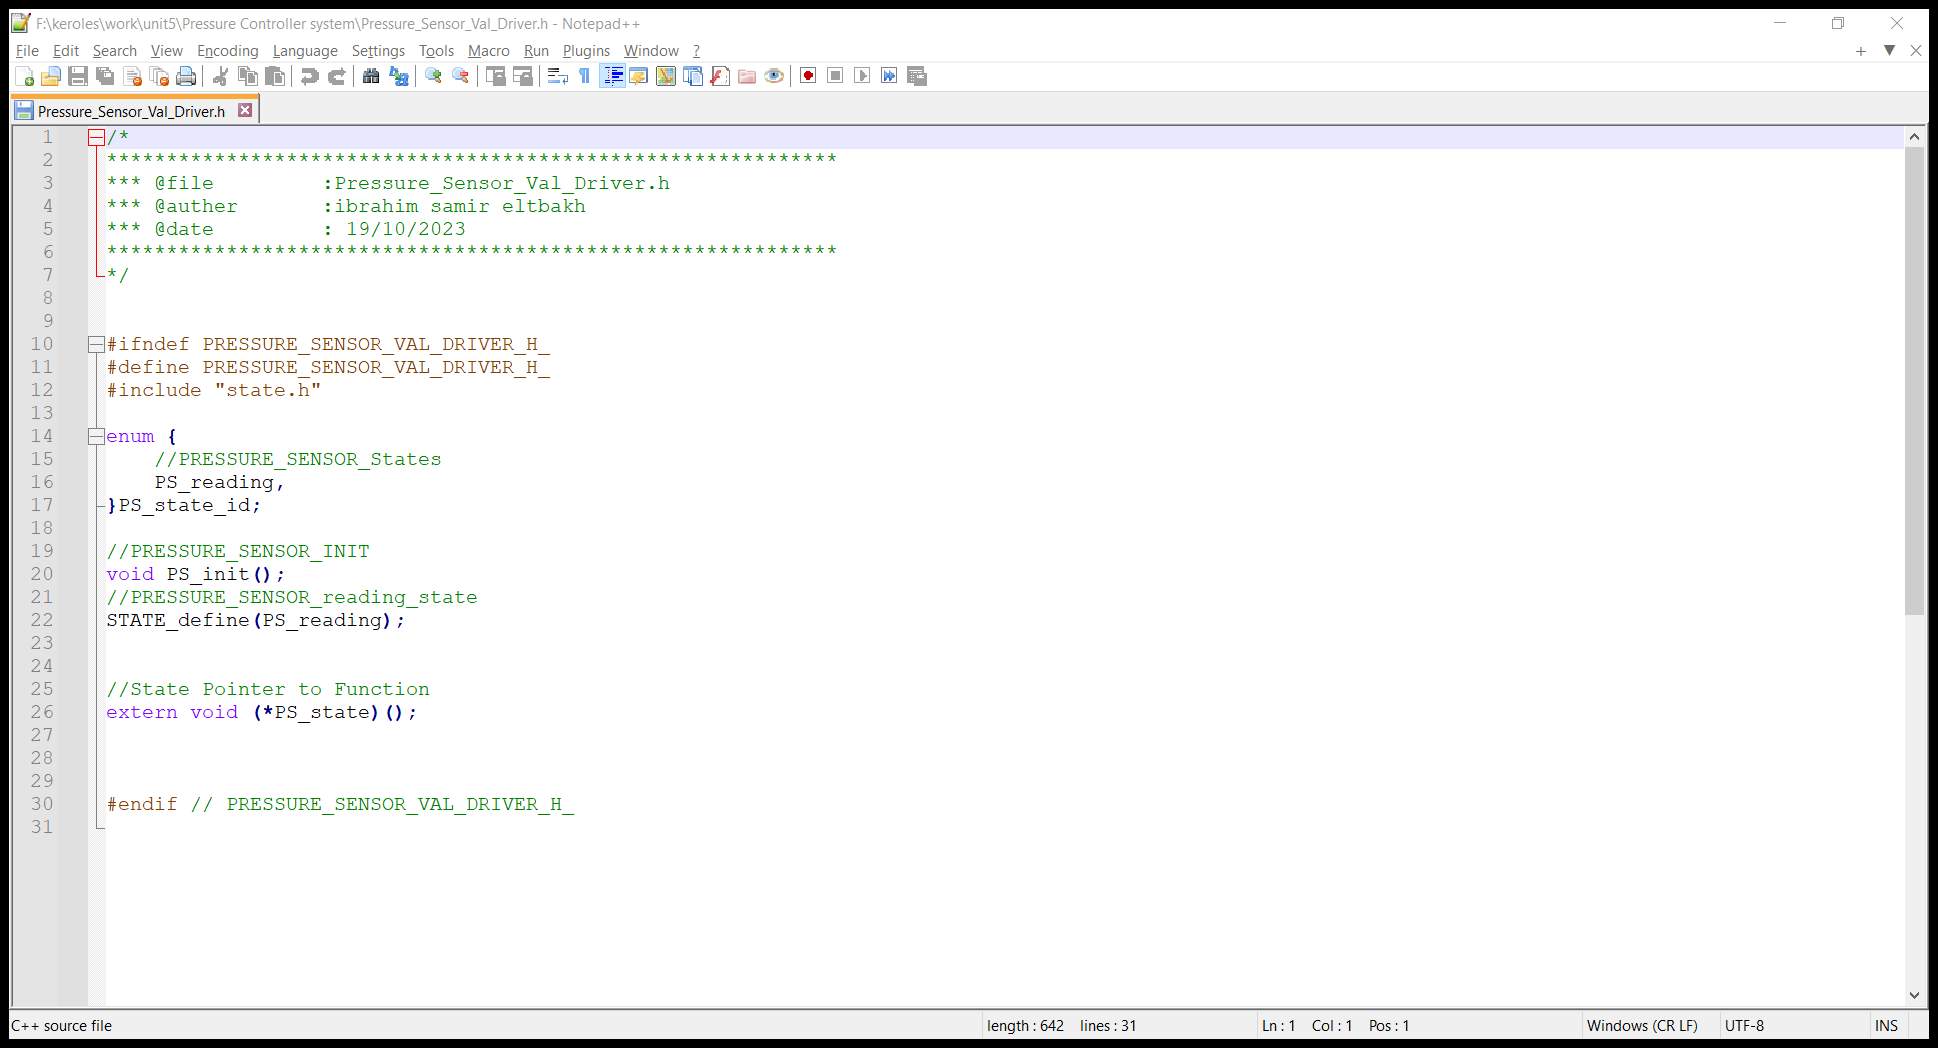 F:\keroles\work\unit5\Pressure Controller system\Pressure_Sensor_Val_Driver.h - Notepad++
File Edit Search View Encoding Language Settings Tools Macro Run Plugins Window ?
Pressure_Sensor_Val_Driver.h
1 /*
2 *************************************************************
3 *** @file :Pressure_Sensor_Val_Driver.h
4 *** @auther :ibrahim samir eltbakh
5 *** @date : 19/10/2023
6 *************************************************************
7 */
8
9
10 #ifndef PRESSURE_SENSOR_VAL_DRIVER_H_
11 #define PRESSURE_SENSOR_VAL_DRIVER_H_
12 #include "state.h"
13
14 enum {
15 //PRESSURE_SENSOR_States
16 PS_reading,
17 }PS_state_id;
18
19 //PRESSURE_SENSOR_INIT
20 void PS_init();
21 //PRESSURE_SENSOR_reading_state
22 STATE_define(PS_reading);
23
24
25 //State Pointer to Function
26 extern void (*PS_state)();
27
28
29
30 #endif // PRESSURE_SENSOR_VAL_DRIVER_H_
31
C++ source file length : 642 lines : 31 Ln : 1 Col : 1 Pos : 1 Windows (CR LF) UTF-8 INS